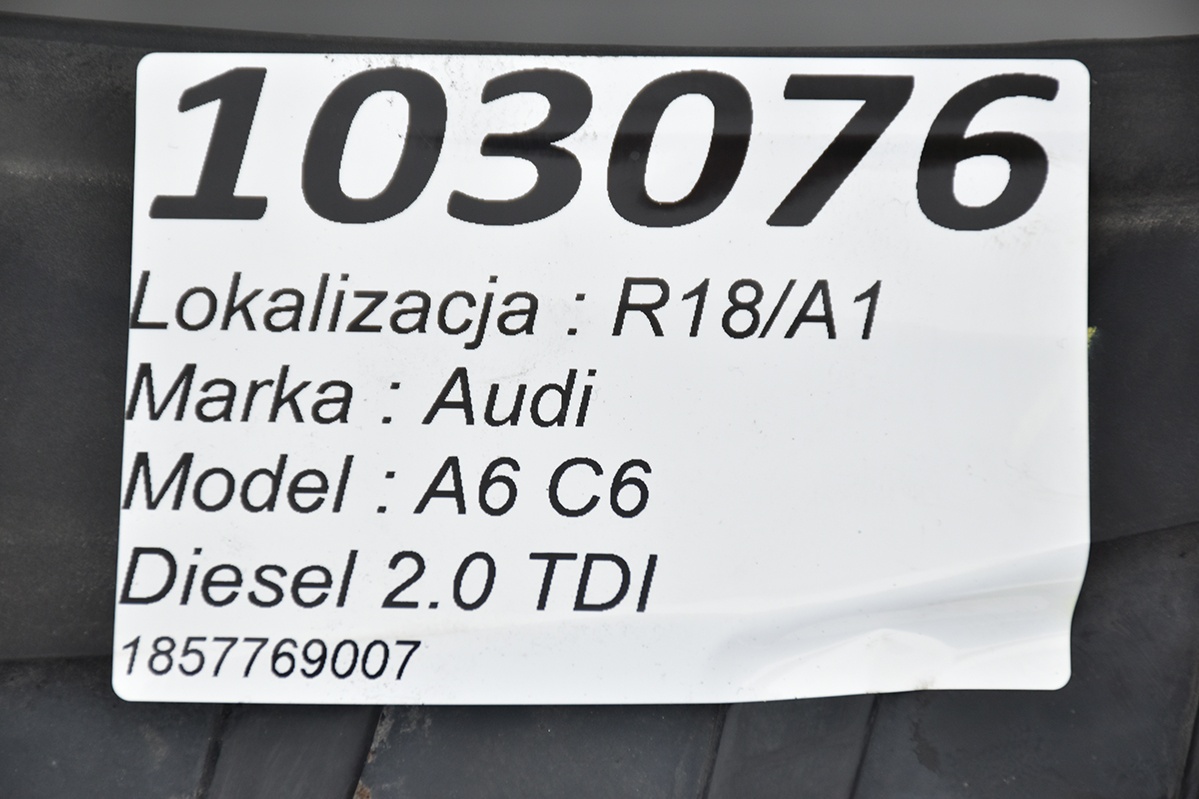 103076
Lokalizacja : R18/A1
Marka : Audi
Model : A6 C6
Diesel 2.0 TDI
1857769007